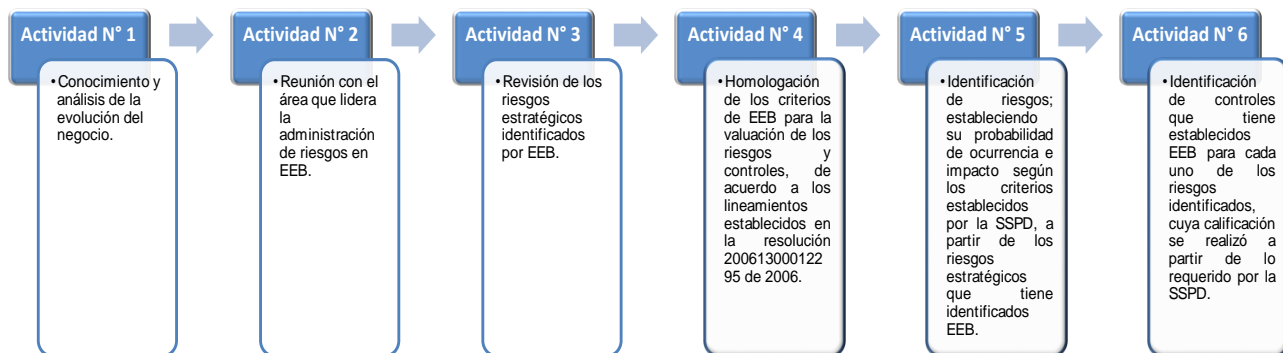 Actividad N° 1
• Conocimiento y
análisis de la
evolución del
negocio.
Actividad N° 2
• Reunión con el
área que lidera
la
administración
de riesgos en
EEB.
Actividad N° 3
• Revisión de los
riesgos
estratégicos
identificados
por EEB.
Actividad N° 4
• Homologación
de los criterios
de EEB para la
valuación de los
riesgos y
controles, de
acuerdo a los
lineamientos
establecidos en
la resolución
200613000122
95 de 2006.
Actividad N° 5
• Identificación
de riesgos;
estableciendo
su probabilidad
de ocurrencia e
impacto según
los criterios
establecidos
por la SSPD, a
partir de los
riesgos
estratégicos
que tiene
identificados
EEB.
Actividad N° 6
• Identificación
de controles
que tiene
establecidos
EEB para cada
uno de los
riesgos
identificados,
cuya calificación
se realizó a
partir de lo
requerido por la
SSPD.